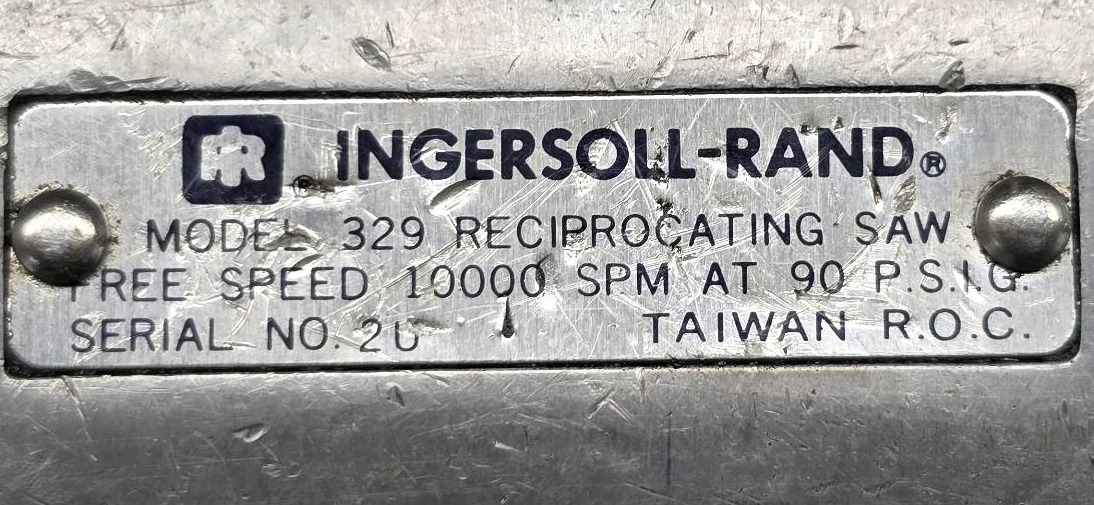 IR® INGERSOLL-RAND®
MODEL 329 RECIPROCATING SAW
FREE SPEED 10000 SPM AT 90 P.S.I.G.
SERIAL NO. TAIWAN R.O.C.